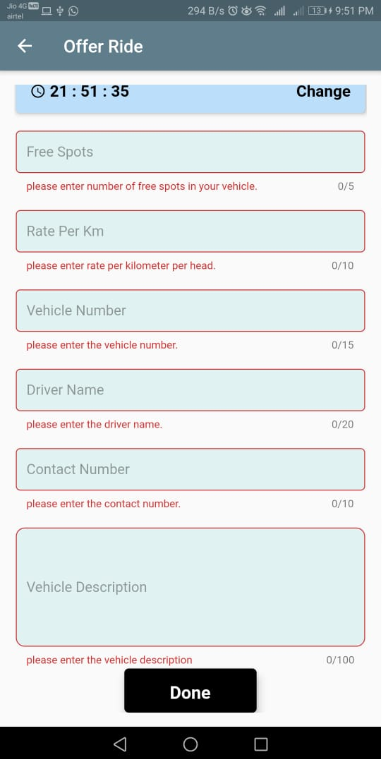 Jio 4G HD
airtel
294 B/s 13 9:51 PM
Offer Ride
21 : 51 : 35 Change
Free Spots
please enter number of free spots in your vehicle. 0/5
Rate Per Km
please enter rate per kilometer per head. 0/10
Vehicle Number
please enter the vehicle number. 0/15
Driver Name
please enter the driver name. 0/20
Contact Number
please enter the contact number. 0/10
Vehicle Description
please enter the vehicle description 0/100
Done